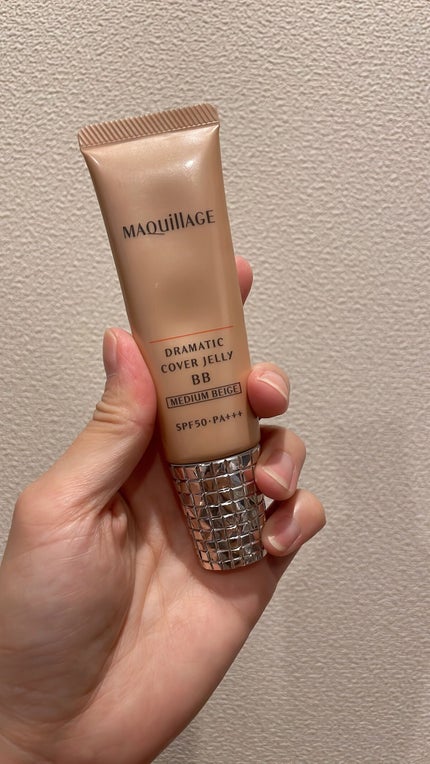 MAQuillAGE
DRAMATIC
COVER JELLY
BB
MEDIUM BEIGE
SPF50・PA+++